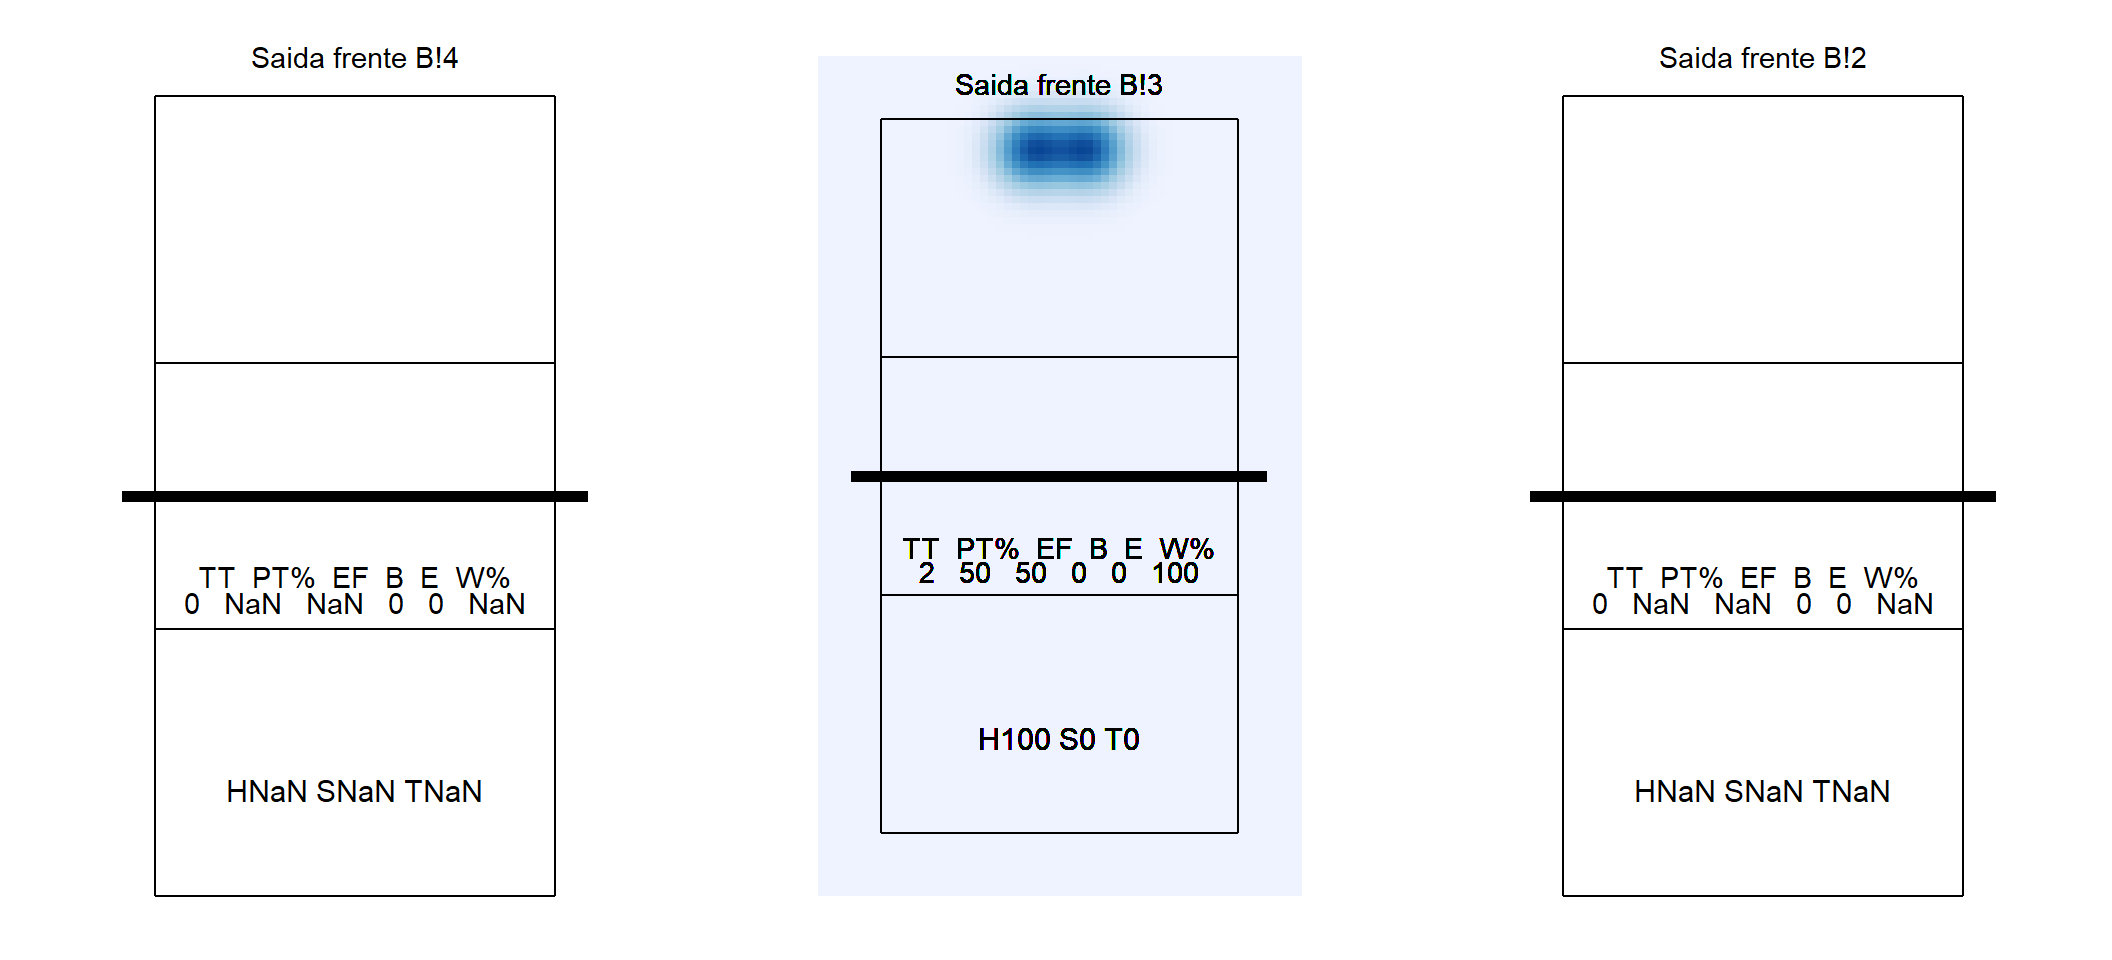 Saida frente B!4
TT PT% EF B E W%
0 NaN NaN 0 0 NaN
HNaN SNaN TNaN
Saida frente B!3
TT PT% EF B E W%
2 50 50 0 0 100
H100 S0 T0
Saida frente B!2
TT PT% EF B E W%
0 NaN NaN 0 0 NaN
HNaN SNaN TNaN